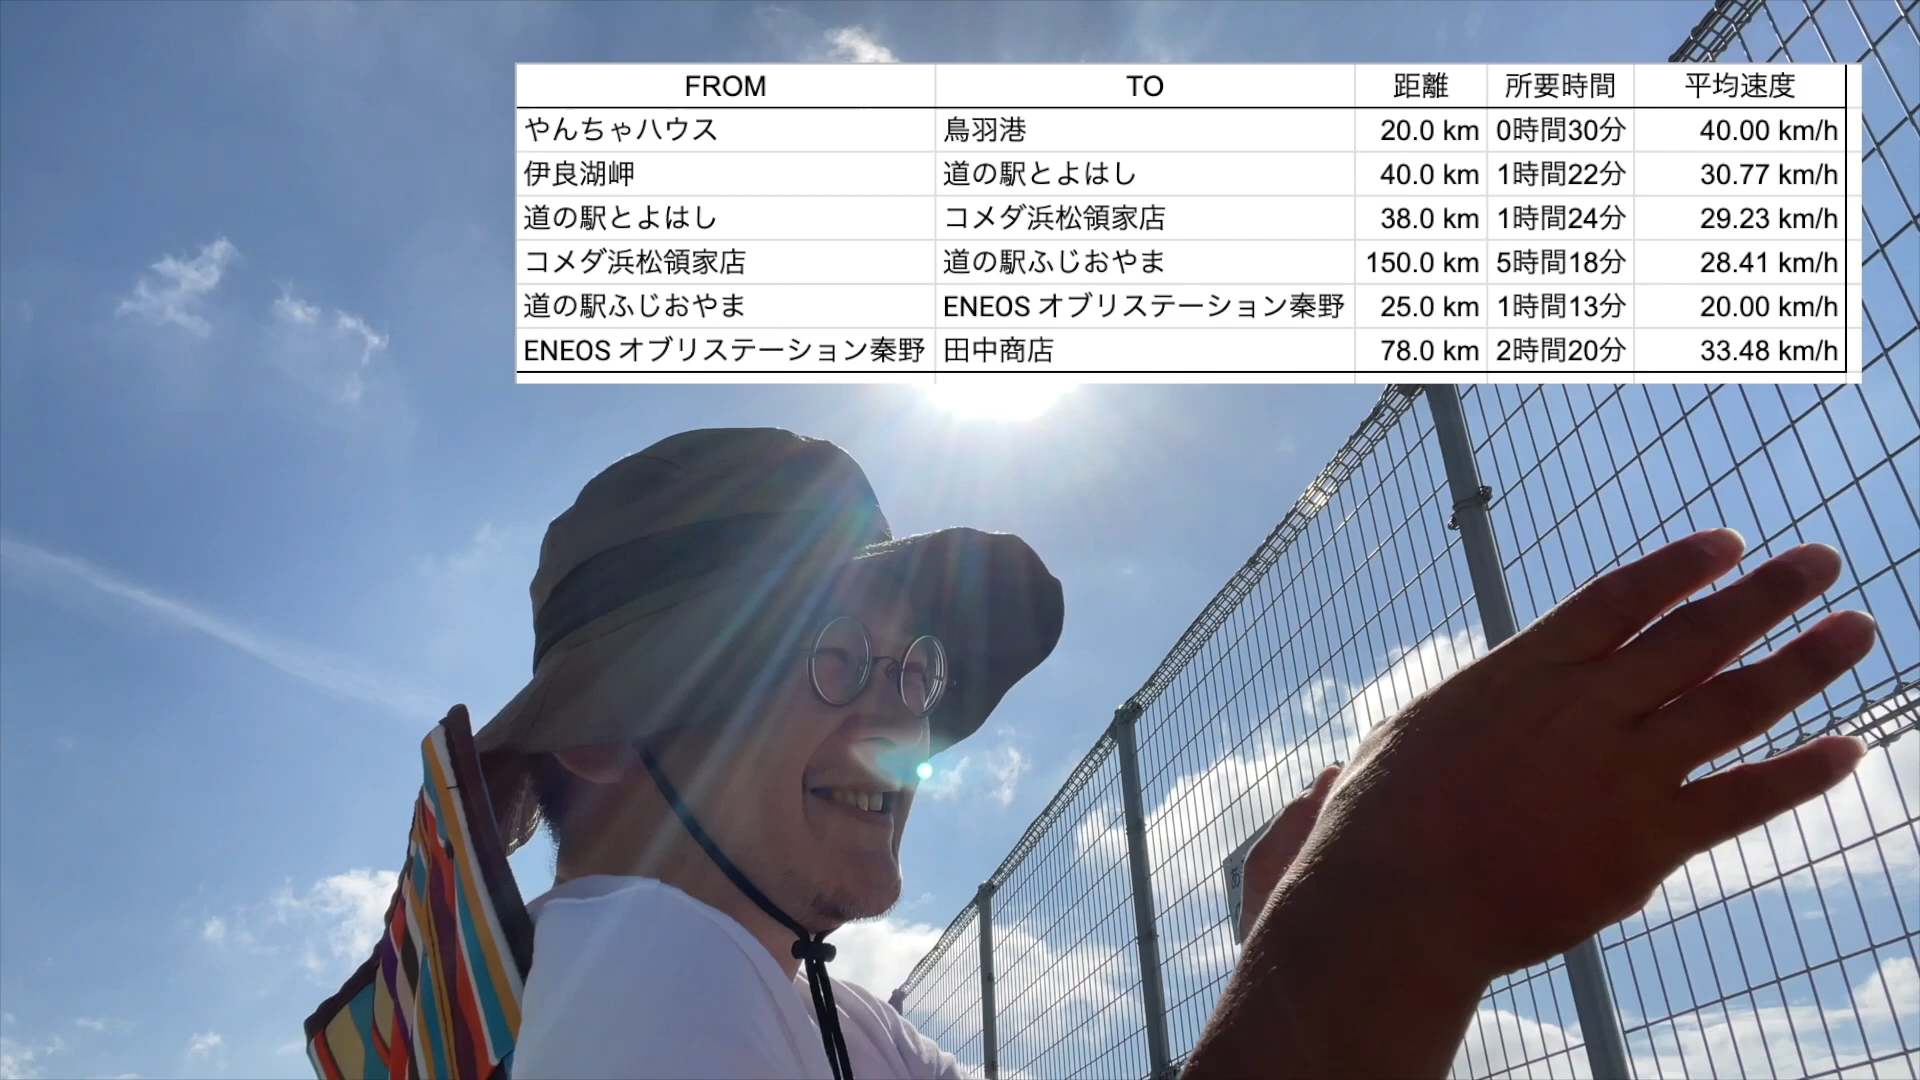 FROM TO 距離 所要時間 平均速度
やんちゃハウス 鳥羽港 20.0 km 0時間30分 40.00 km/h
伊良湖岬 道の駅とよはし 40.0 km 1時間22分 30.77 km/h
道の駅とよはし コメダ浜松領家店 38.0 km 1時間24分 29.23 km/h
コメダ浜松領家店 道の駅ふじおやま 150.0 km 5時間18分 28.41 km/h
道の駅ふじおやま ENEOS オブリステーション秦野 25.0 km 1時間13分 20.00 km/h
ENEOS オブリステーション秦野 田中商店 78.0 km 2時間20分 33.48 km/h